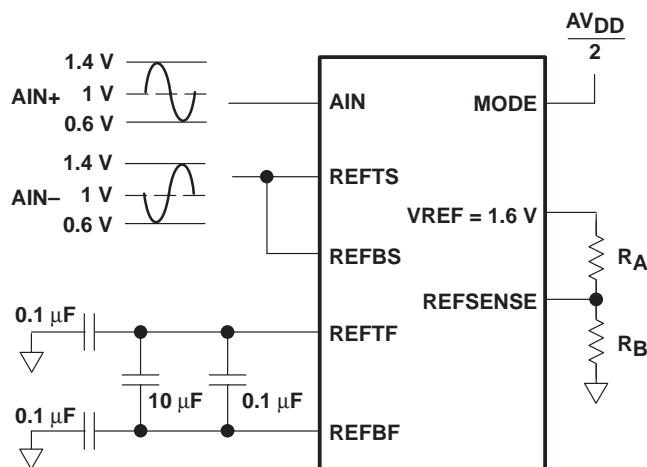 AV_DD
2
1.4 V
AIN+
1 V
0.6 V
AIN
MODE
1.4 V
AIN–
1 V
0.6 V
REFTS
VREF = 1.6 V
REFBS
R_A
REFSENSE
0.1 μF
REFTF
R_B
10 μF
0.1 μF
0.1 μF
REFBF